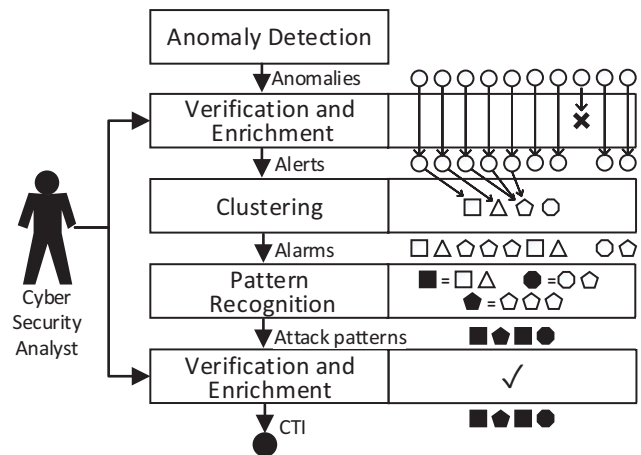 Anomaly Detection
Anomalies
Verification and
Enrichment
Alerts
Clustering
Alarms
Pattern
Recognition
=
=
=
Cyber
Security
Analyst
Attack patterns
Verification and
Enrichment
CTI